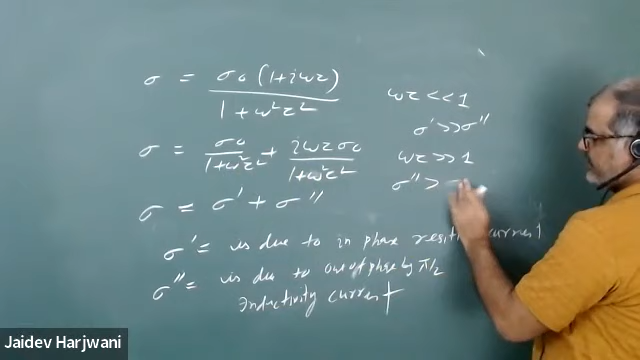 σ = σ0 (1+iωτ) / 1+ω²τ²
ωτ << 1
σ' >> σ"
σ = σ0 / 1+ω²τ² + iωτσ0 / 1+ω²τ²
ωτ >> 1
σ" >
σ = σ' + σ"
σ' = is due to in phase current
σ" = is due to out of phase by π/2
Inductivity current
Jaidev Harjwani